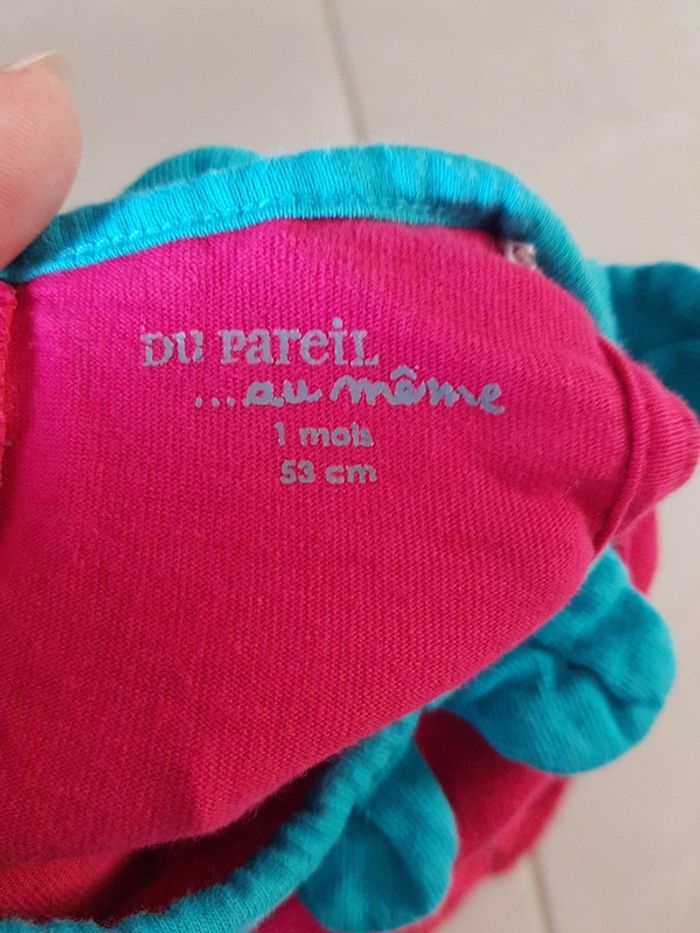 DU PAREIL
...au même
1 mois
53 cm